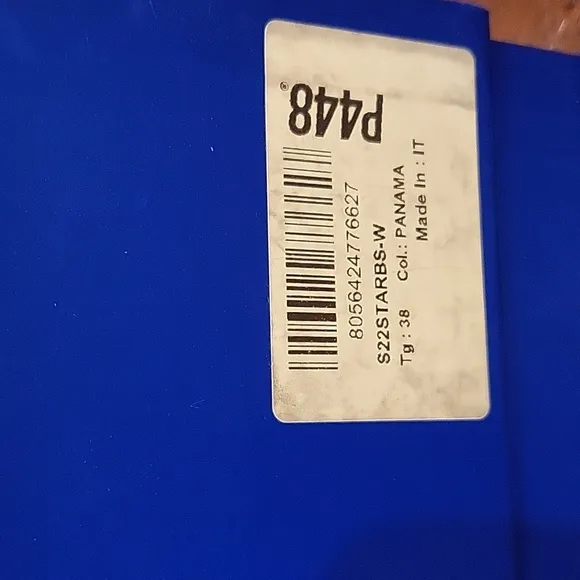 P448®
8056424776627
S22STARBS-W
Tg : 38 Col.: PANAMA
Made In : IT